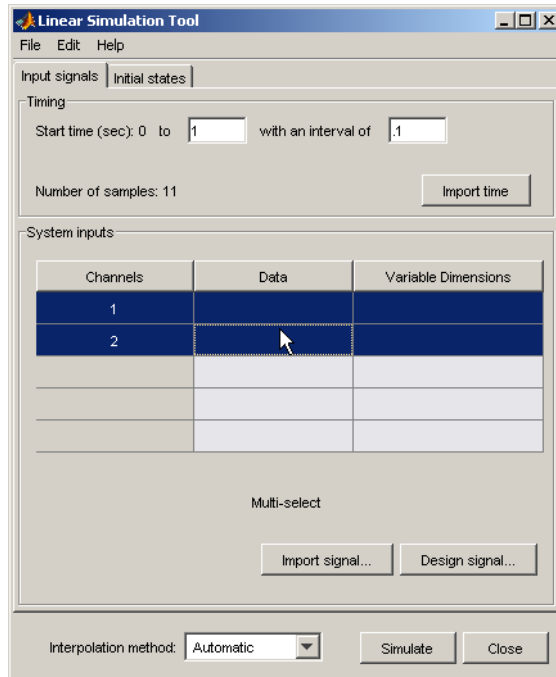 Linear Simulation Tool
File Edit Help
Input signals Initial states
Timing
Start time (sec): 0 to 1 with an interval of .1
Number of samples: 11 Import time
System inputs
Channels Data Variable Dimensions
1
2
Multi-select
Import signal... Design signal...
Interpolation method: Automatic Simulate Close